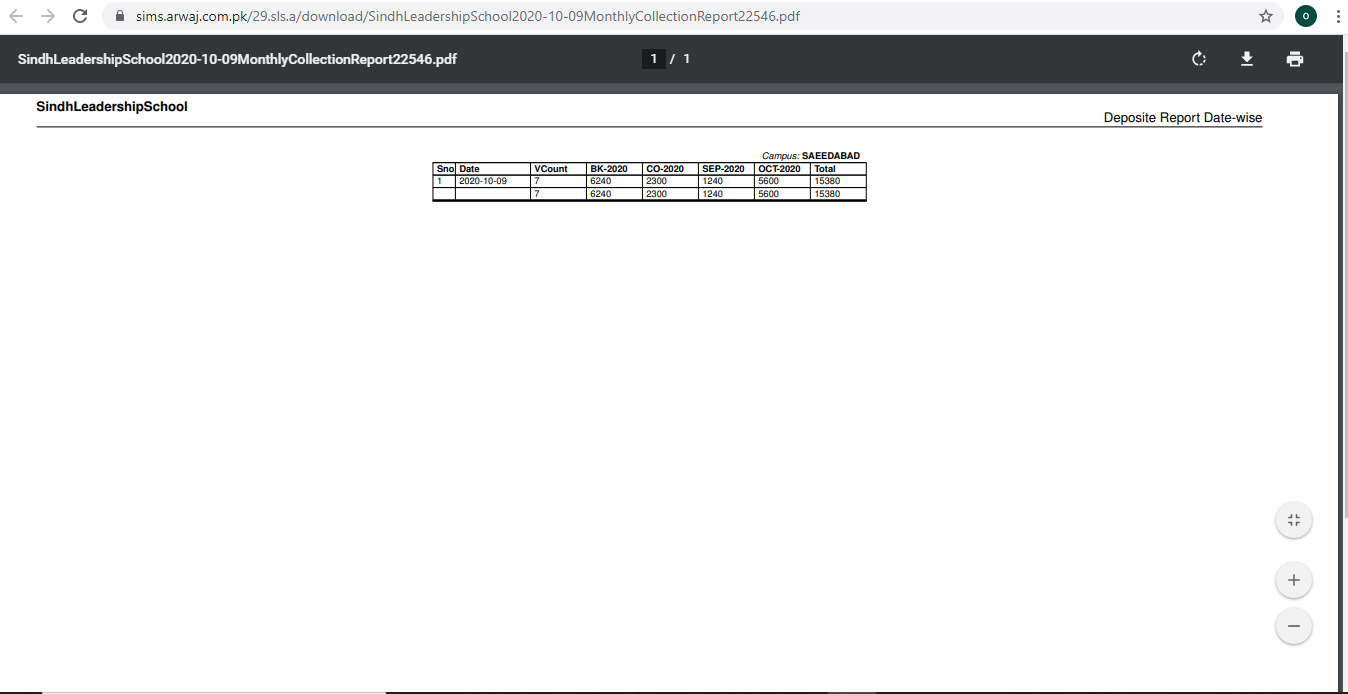 sims.arwaj.com.pk/29.sls.a/download/SindhLeadershipSchool2020-10-09MonthlyCollectionReport22546.pdf
o
SindhLeadershipSchool2020-10-09MonthlyCollectionReport22546.pdf 1 / 1
SindhLeadershipSchool
Deposite Report Date-wise
Campus: SAEEDABAD
Sno Date VCount BK-2020 CO-2020 SEP-2020 OCT-2020 Total
1 2020-10-09 7 6240 2300 1240 5600 15380
7 6240 2300 1240 5600 15380